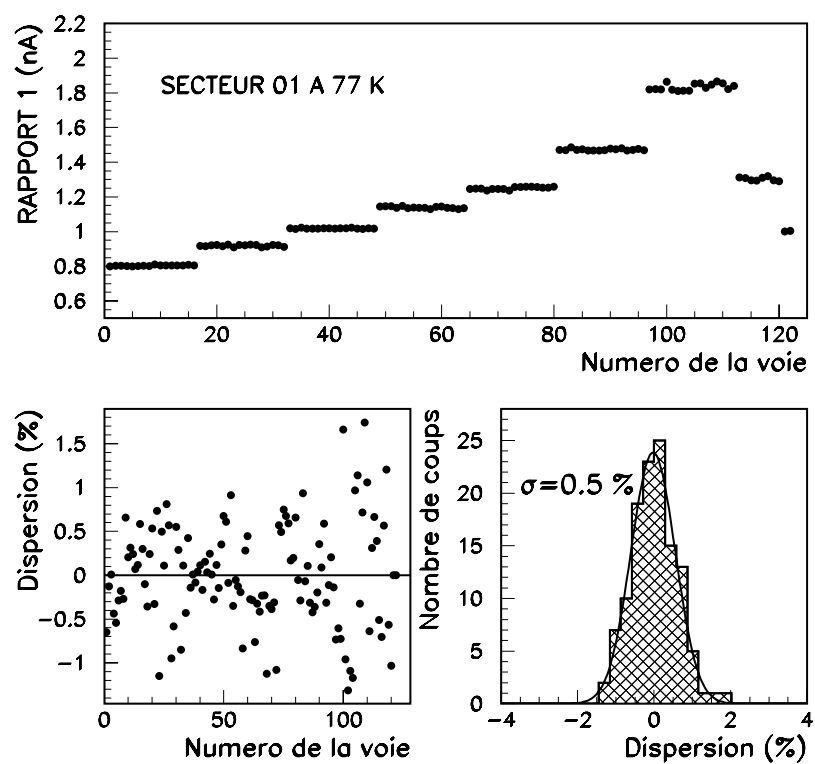 RAPPORT 1 (nA)
2.2
2
1.8
1.6
1.4
1.2
1
0.8
0.6
SECTEUR 01 A 77 K
0 20 40 60 80 100 120
Numero de la voie
Dispersion (%)
1.5
1
0.5
0
−0.5
−1
0 50 100
Numero de la voie
Nombre de coups
25
20
15
10
5
0
σ=0.5 %
−4 −2 0 2 4
Dispersion (%)